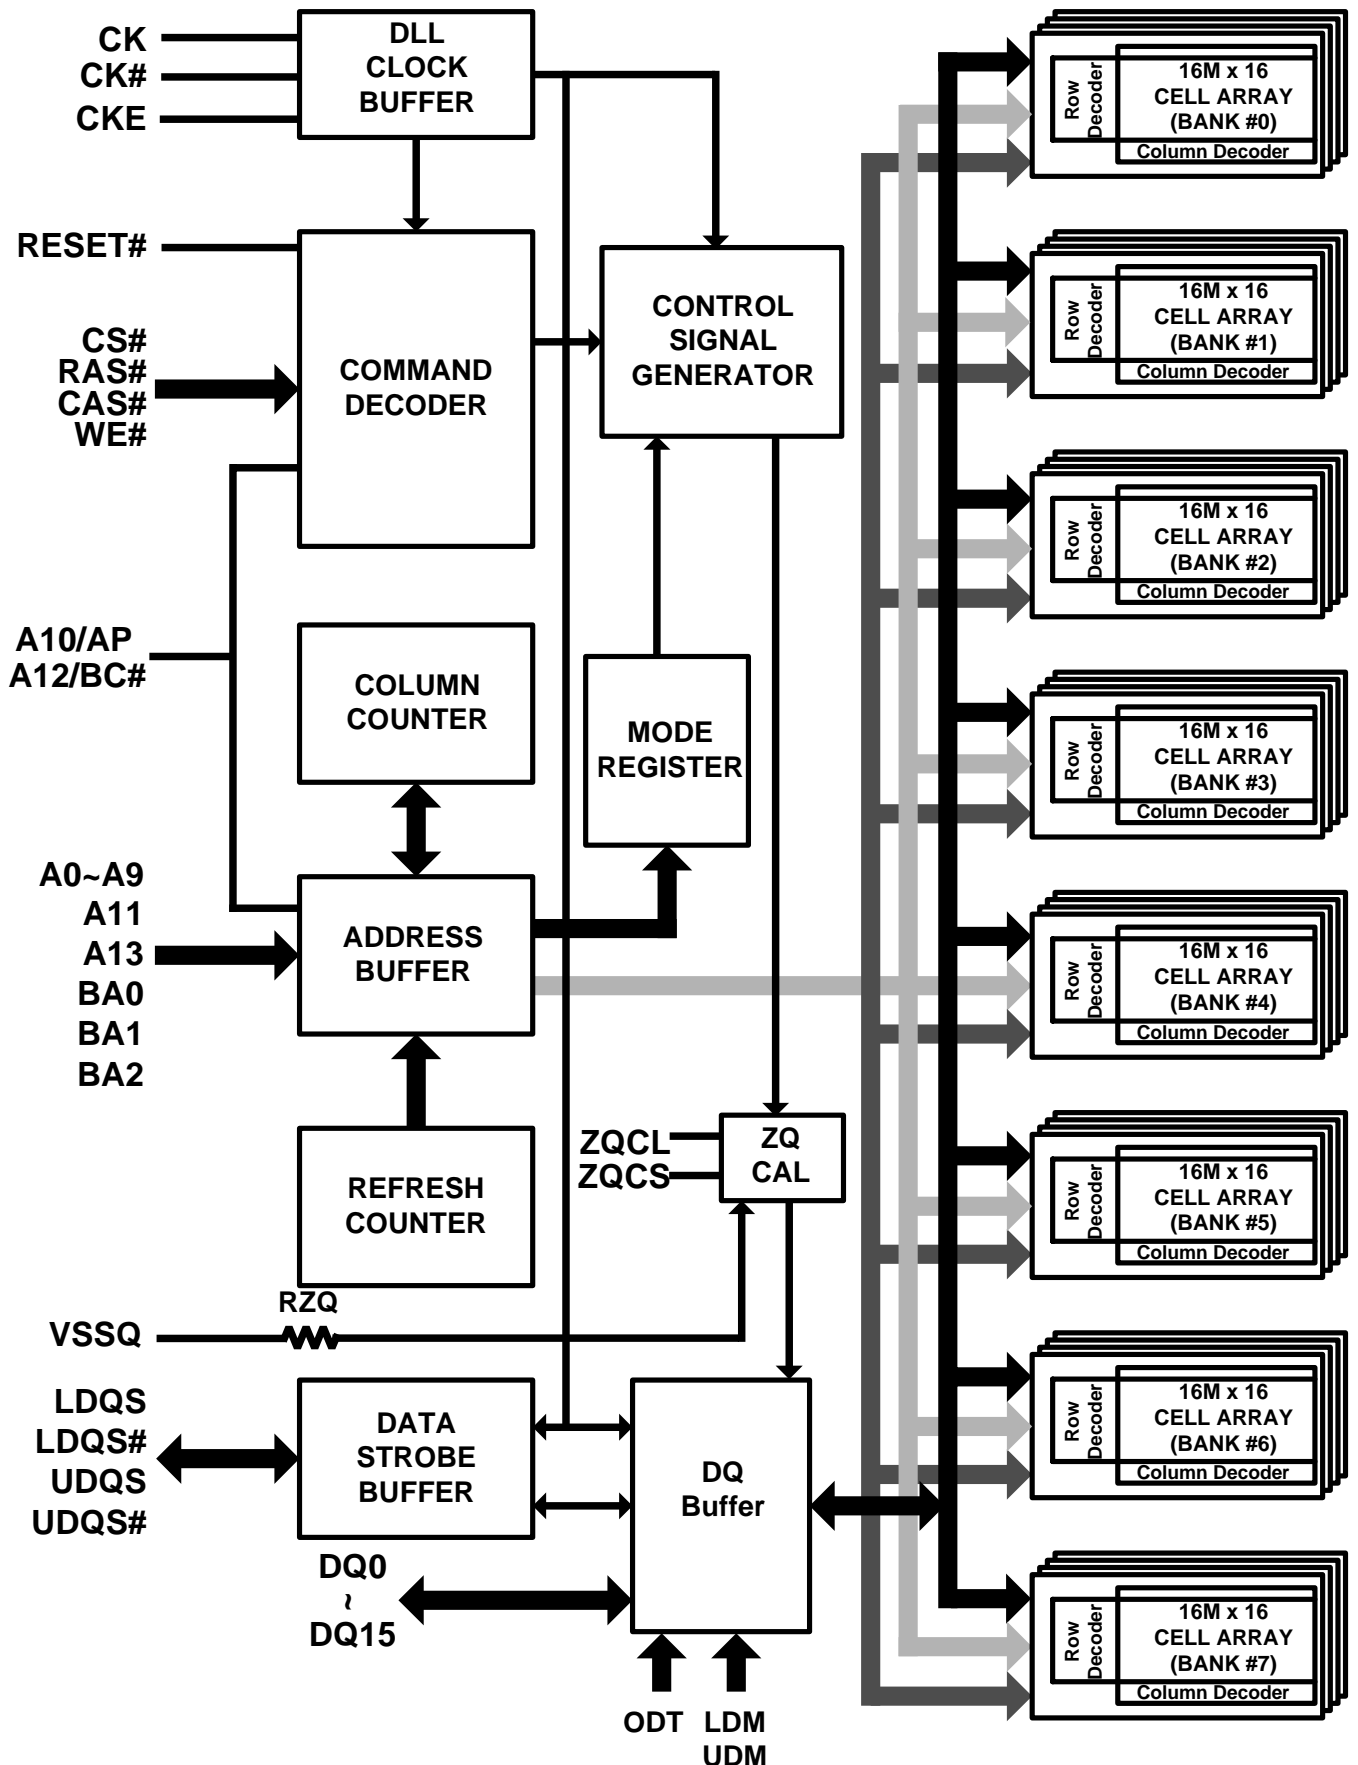 CK
CK#
CKE
DLL
CLOCK
BUFFER
RESET#
CS#
RAS#
CAS#
WE#
COMMAND
DECODER
CONTROL
SIGNAL
GENERATOR
A10/AP
A12/BC#
COLUMN
COUNTER
MODE
REGISTER
A0~A9
A11
A13
BA0
BA1
BA2
ADDRESS
BUFFER
REFRESH
COUNTER
ZQCL
ZQCS
ZQ
CAL
RZQ
VSSQ
LDQS
LDQS#
UDQS
UDQS#
DATA
STROBE
BUFFER
DQ
Buffer
DQ0
~
DQ15
ODT
LDM
UDM
Row
Decoder
16M x 16
CELL ARRAY
(BANK #0)
Column Decoder
Row
Decoder
16M x 16
CELL ARRAY
(BANK #1)
Column Decoder
Row
Decoder
16M x 16
CELL ARRAY
(BANK #2)
Column Decoder
Row
Decoder
16M x 16
CELL ARRAY
(BANK #3)
Column Decoder
Row
Decoder
16M x 16
CELL ARRAY
(BANK #4)
Column Decoder
Row
Decoder
16M x 16
CELL ARRAY
(BANK #5)
Column Decoder
Row
Decoder
16M x 16
CELL ARRAY
(BANK #6)
Column Decoder
Row
Decoder
16M x 16
CELL ARRAY
(BANK #7)
Column Decoder